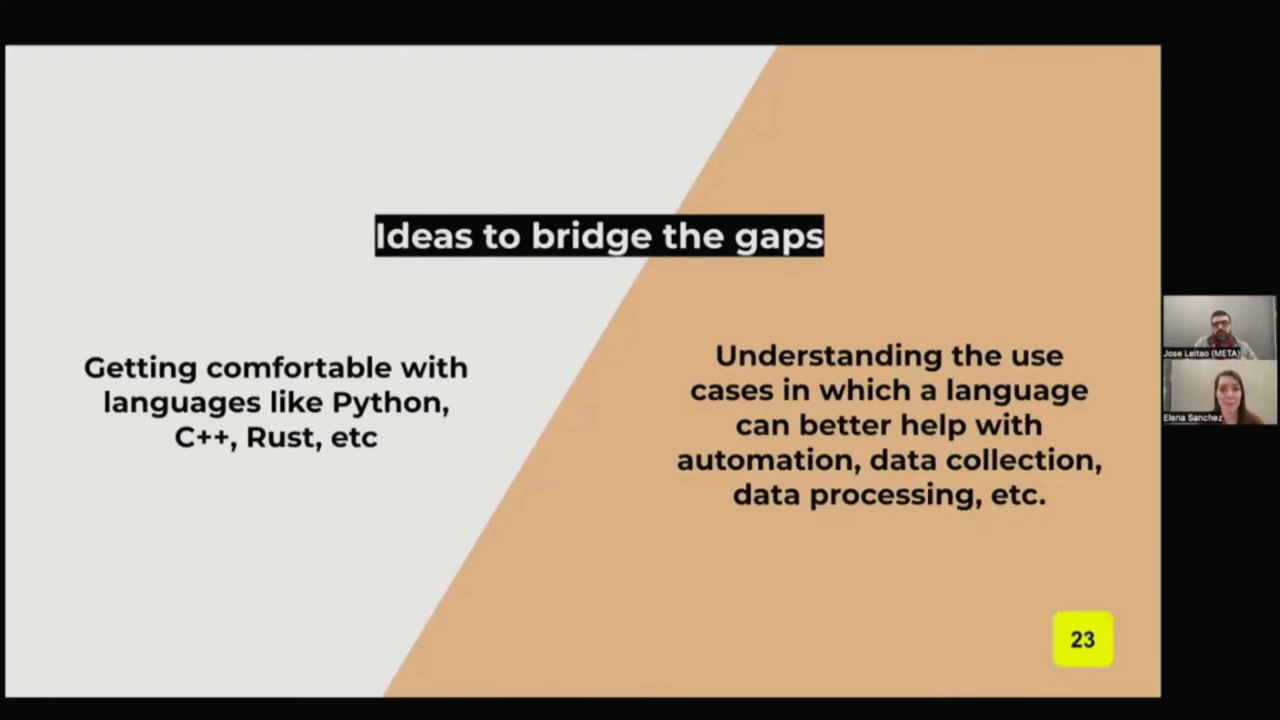 Ideas to bridge the gaps
Getting comfortable with
languages like Python,
C++, Rust, etc
Understanding the use
cases in which a language
can better help with
automation, data collection,
data processing, etc.
23
Jose Leitao (META)
Elena Sanchez